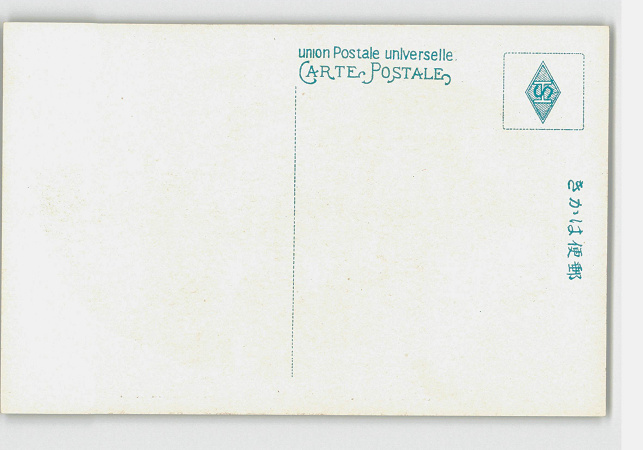 union Postale universelle.
CARTE POSTALE
郵便はかき